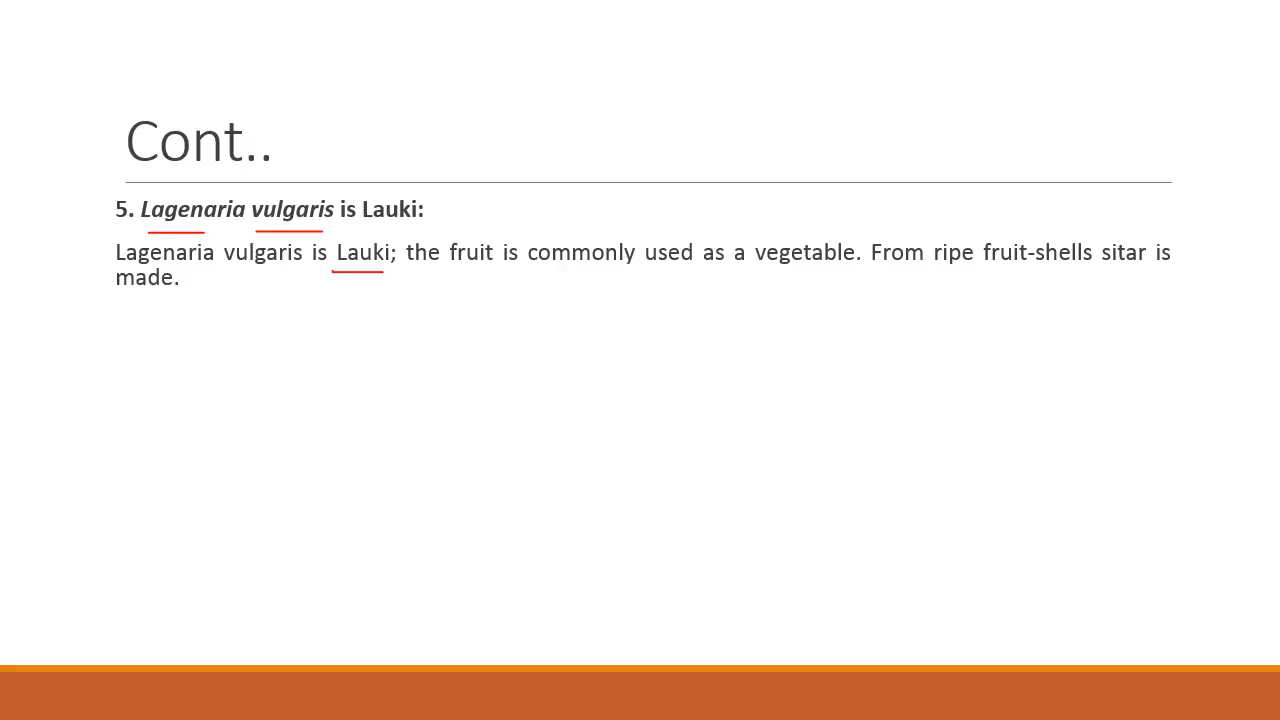 Cont..
5. Lagenaria vulgaris is Lauki:
Lagenaria vulgaris is Lauki; the fruit is commonly used as a vegetable. From ripe fruit-shells sitar is
made.